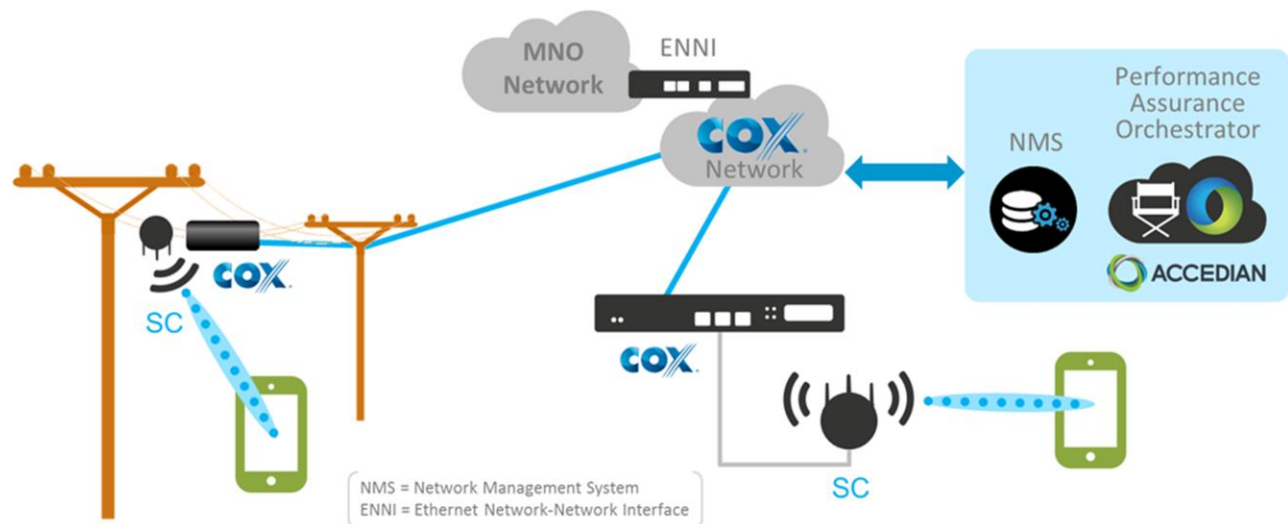 MNO
Network
ENNI
COX
Network
Performance
Assurance
Orchestrator
NMS
ACCEDIAN
COX
SC
COX
SC
NMS = Network Management System
ENNI = Ethernet Network-Network Interface